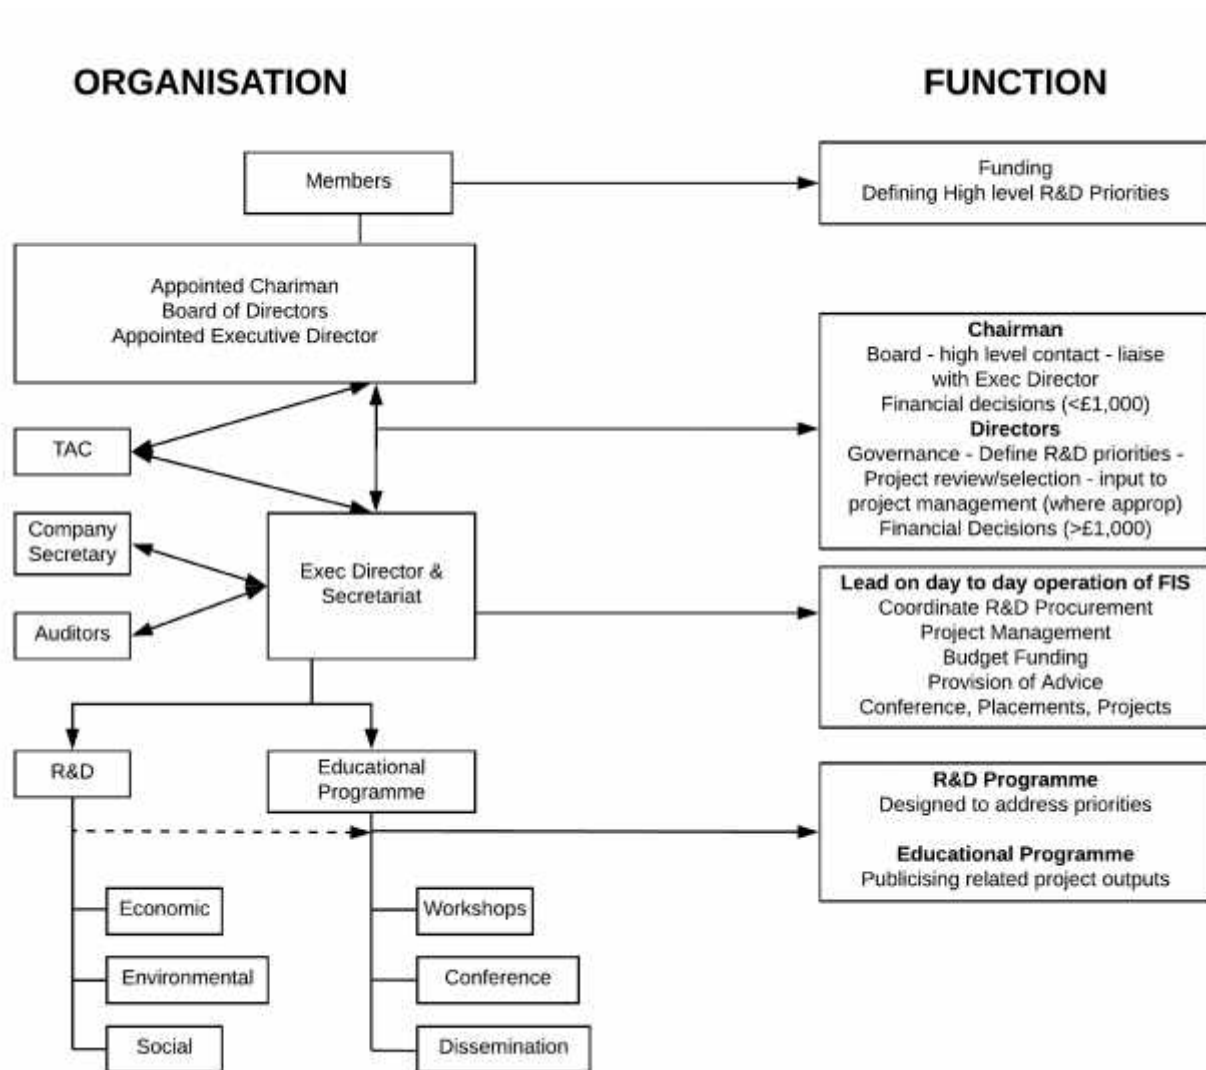 ORGANISATION
FUNCTION
Members
Funding
Defining High level R&D Priorities
Appointed Chariman
Board of Directors
Appointed Executive Director
Chairman
Board - high level contact - liaise
with Exec Director
Financial decisions (<£1,000)
Directors
Governance - Define R&D priorities -
Project review/selection - input to
project management (where approp)
Financial Decisions (>£1,000)
TAC
Company
Secretary
Auditors
Exec Director &
Secretariat
Lead on day to day operation of FIS
Coordinate R&D Procurement
Project Management
Budget Funding
Provision of Advice
Conference, Placements, Projects
R&D
Educational
Programme
R&D Programme
Designed to address priorities
Educational Programme
Publicising related project outputs
Economic
Environmental
Social
Workshops
Conference
Dissemination